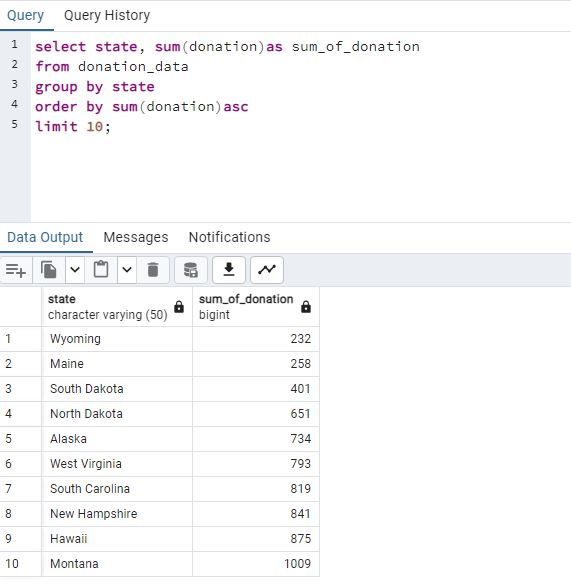 Query Query History
1 select state, sum(donation)as sum_of_donation
2 from donation_data
3 group by state
4 order by sum(donation)asc
5 limit 10;
Data Output Messages Notifications
state sum_of_donation
character varying (50) bigint
1 Wyoming 232
2 Maine 258
3 South Dakota 401
4 North Dakota 651
5 Alaska 734
6 West Virginia 793
7 South Carolina 819
8 New Hampshire 841
9 Hawaii 875
10 Montana 1009